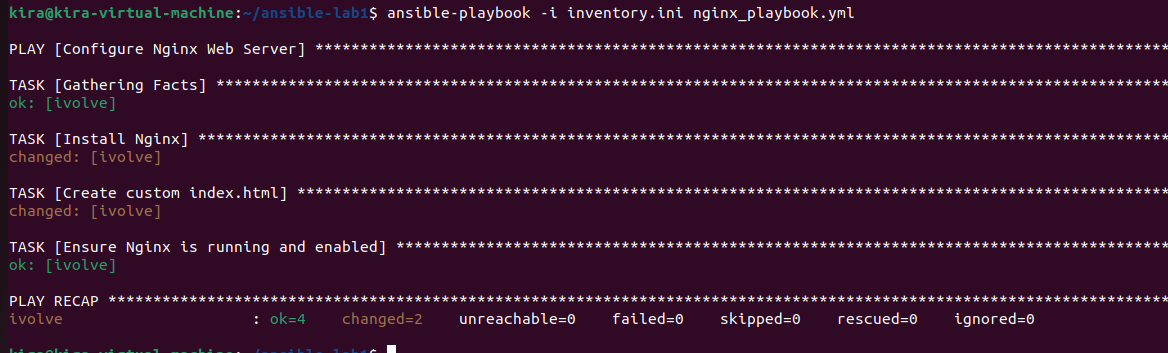 kira@kira-virtual-machine:~/ansible-lab1$ ansible-playbook -i inventory.ini nginx_playbook.yml
PLAY [Configure Nginx Web Server] ***********************************************************************************************
TASK [Gathering Facts] **********************************************************************************************************
ok: [ivolve]
TASK [Install Nginx] ************************************************************************************************************
changed: [ivolve]
TASK [Create custom index.html] *************************************************************************************************
changed: [ivolve]
TASK [Ensure Nginx is running and enabled] **************************************************************************************
ok: [ivolve]
PLAY RECAP **********************************************************************************************************************
ivolve                     : ok=4    changed=2    unreachable=0    failed=0    skipped=0    rescued=0    ignored=0
kira@kira-virtual-machine:~/ansible-lab1$